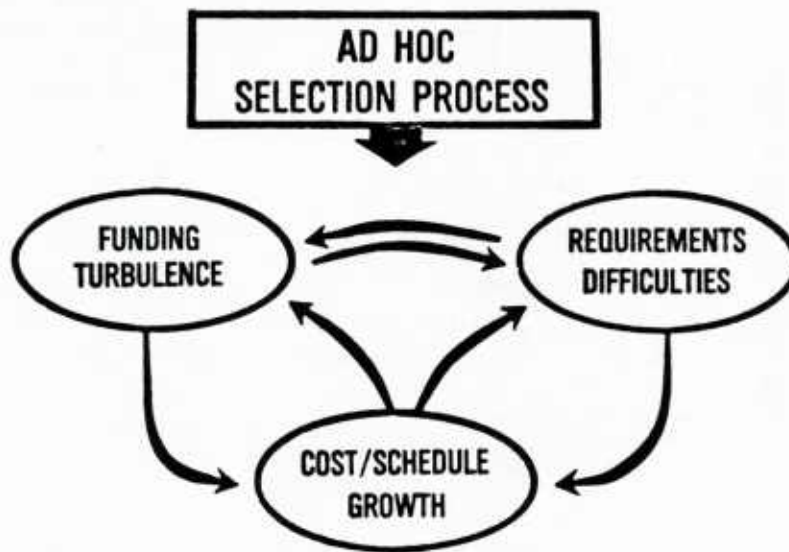 AD HOC
SELECTION PROCESS
FUNDING
TURBULENCE
REQUIREMENTS
DIFFICULTIES
COST/SCHEDULE
GROWTH